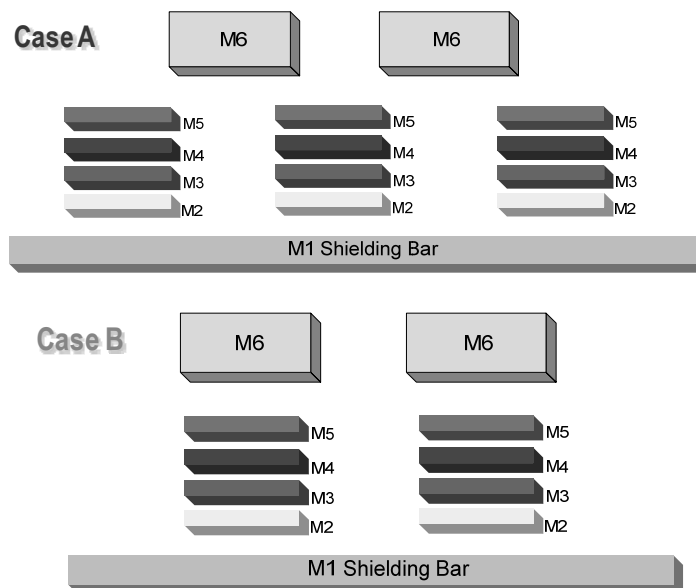 Case A
M6 M6
M5 M5 M5
M4 M4 M4
M3 M3 M3
M2 M2 M2
M1 Shielding Bar
Case B
M6 M6
M5 M5
M4 M4
M3 M3
M2 M2
M1 Shielding Bar